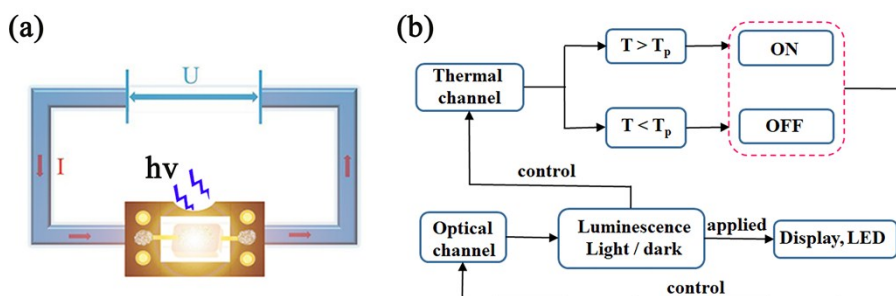 (a)
U
I
hv
(b)
Thermal
channel
T > Tp
T < Tp
ON
OFF
control
Optical
channel
Luminescence
Light / dark
applied
Display, LED
control